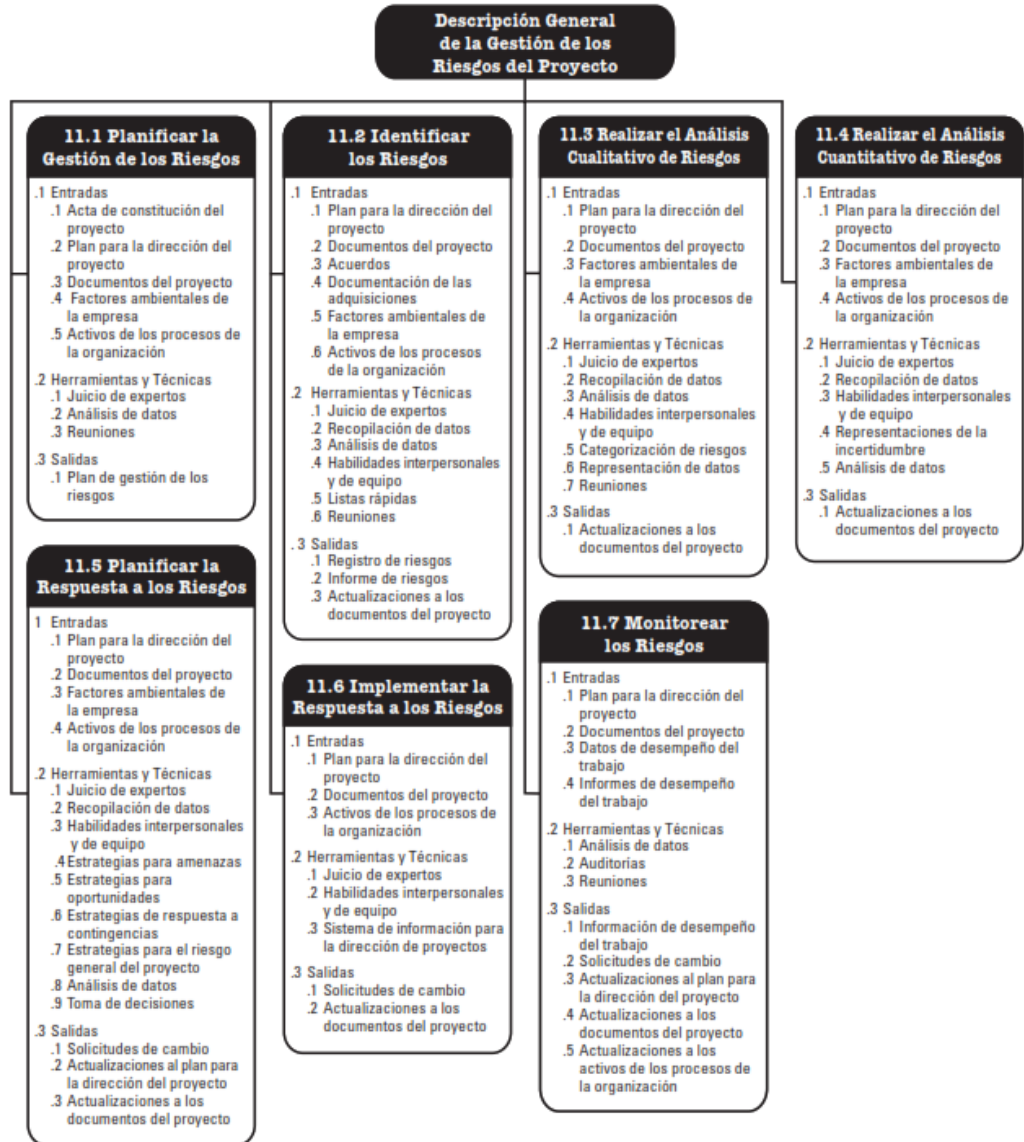 Descripción General
de la Gestión de los
Riesgos del Proyecto
11.1 Planificar la
Gestión de los Riesgos
.1 Entradas
.1 Acta de constitución del
proyecto
.2 Plan para la dirección del
proyecto
.3 Documentos del proyecto
.4 Factores ambientales de
la empresa
.5 Activos de los procesos de
la organización
.2 Herramientas y Técnicas
.1 Juicio de expertos
.2 Análisis de datos
.3 Reuniones
.3 Salidas
.1 Plan de gestión de los
riesgos
11.2 Identificar
los Riesgos
.1 Entradas
.1 Plan para la dirección del
proyecto
.2 Documentos del proyecto
.3 Acuerdos
.4 Documentación de las
adquisiciones
.5 Factores ambientales de
la empresa
.6 Activos de los procesos
de la organización
.2 Herramientas y Técnicas
.1 Juicio de expertos
.2 Recopilación de datos
.3 Análisis de datos
.4 Habilidades interpersonales
y de equipo
.5 Listas rápidas
.6 Reuniones
. 3 Salidas
.1 Registro de riesgos
.2 Informe de riesgos
.3 Actualizaciones a los
documentos del proyecto
11.3 Realizar el Análisis
Cualitativo de Riesgos
.1 Entradas
.1 Plan para la dirección del
proyecto
.2 Documentos del proyecto
.3 Factores ambientales de
la empresa
.4 Activos de los procesos de
la organización
.2 Herramientas y Técnicas
.1 Juicio de expertos
.2 Recopilación de datos
.3 Análisis de datos
.4 Habilidades interpersonales
y de equipo
.5 Categorización de riesgos
.6 Representación de datos
.7 Reuniones
.3 Salidas
.1 Actualizaciones a los
documentos del proyecto
11.4 Realizar el Análisis
Cuantitativo de Riesgos
.1 Entradas
.1 Plan para la dirección del
proyecto
.2 Documentos del proyecto
.3 Factores ambientales de
la empresa
.4 Activos de los procesos de
la organización
.2 Herramientas y Técnicas
.1 Juicio de expertos
.2 Recopilación de datos
.3 Habilidades interpersonales
y de equipo
.4 Representaciones de la
incertidumbre
.5 Análisis de datos
.3 Salidas
.1 Actualizaciones a los
documentos del proyecto
11.5 Planificar la
Respuesta a los Riesgos
1 Entradas
.1 Plan para la dirección del
proyecto
.2 Documentos del proyecto
.3 Factores ambientales de
la empresa
.4 Activos de los procesos de
la organización
.2 Herramientas y Técnicas
.1 Juicio de expertos
.2 Recopilación de datos
.3 Habilidades interpersonales
y de equipo
.4 Estrategias para amenazas
.5 Estrategias para
oportunidades
.6 Estrategias de respuesta a
contingencias
.7 Estrategias para el riesgo
general del proyecto
.8 Análisis de datos
.9 Toma de decisiones
.3 Salidas
.1 Solicitudes de cambio
.2 Actualizaciones al plan para
la dirección del proyecto
.3 Actualizaciones a los
documentos del proyecto
11.6 Implementar la
Respuesta a los Riesgos
.1 Entradas
.1 Plan para la dirección del
proyecto
.2 Documentos del proyecto
.3 Activos de los procesos de
la organización
.2 Herramientas y Técnicas
.1 Juicio de expertos
.2 Habilidades interpersonales
y de equipo
.3 Sistema de información para
la dirección de proyectos
.3 Salidas
.1 Solicitudes de cambio
.2 Actualizaciones a los
documentos del proyecto
11.7 Monitorear
los Riesgos
.1 Entradas
.1 Plan para la dirección del
proyecto
.2 Documentos del proyecto
.3 Datos de desempeño del
trabajo
.4 Informes de desempeño
del trabajo
.2 Herramientas y Técnicas
.1 Análisis de datos
.2 Auditorías
.3 Reuniones
.3 Salidas
.1 Información de desempeño
del trabajo
.2 Solicitudes de cambio
.3 Actualizaciones al plan para
la dirección del proyecto
.4 Actualizaciones a los
documentos del proyecto
.5 Actualizaciones a los
activos de los procesos de
la organización